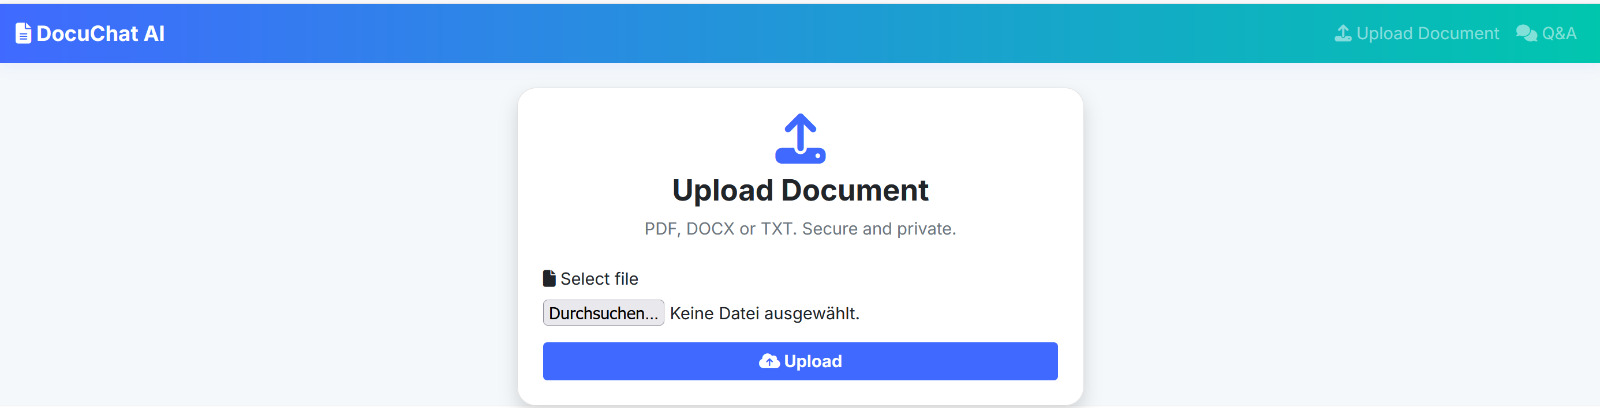 DocuChat AI
Upload Document
Q&A
Upload Document
PDF, DOCX or TXT. Secure and private.
Select file
Durchsuchen... Keine Datei ausgewählt.
Upload